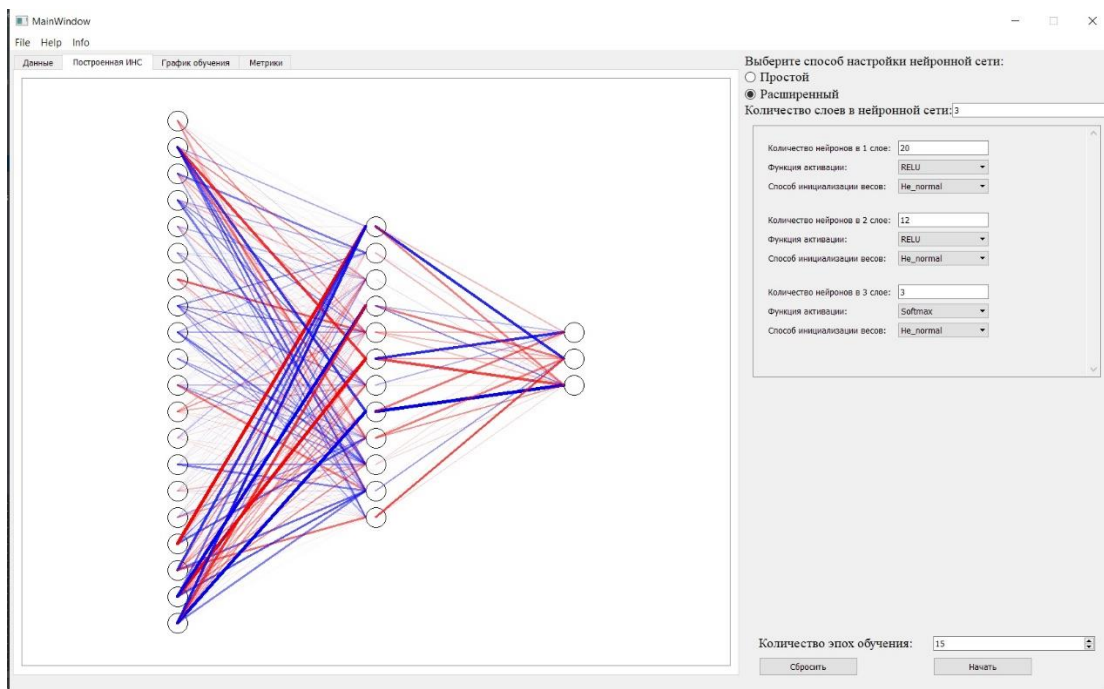 MainWindow
File Help Info
Данные Построенная ИНС График обучения Метрики
Выберите способ настройки нейронной сети:
Простой
Расширенный
Количество слоев в нейронной сети: 3
Количество нейронов в 1 слое: 20
Функция активации: RELU
Способ инициализации весов: He_normal
Количество нейронов в 2 слое: 12
Функция активации: RELU
Способ инициализации весов: He_normal
Количество нейронов в 3 слое: 3
Функция активации: Softmax
Способ инициализации весов: He_normal
Количество эпох обучения: 15
Сбросить Начать